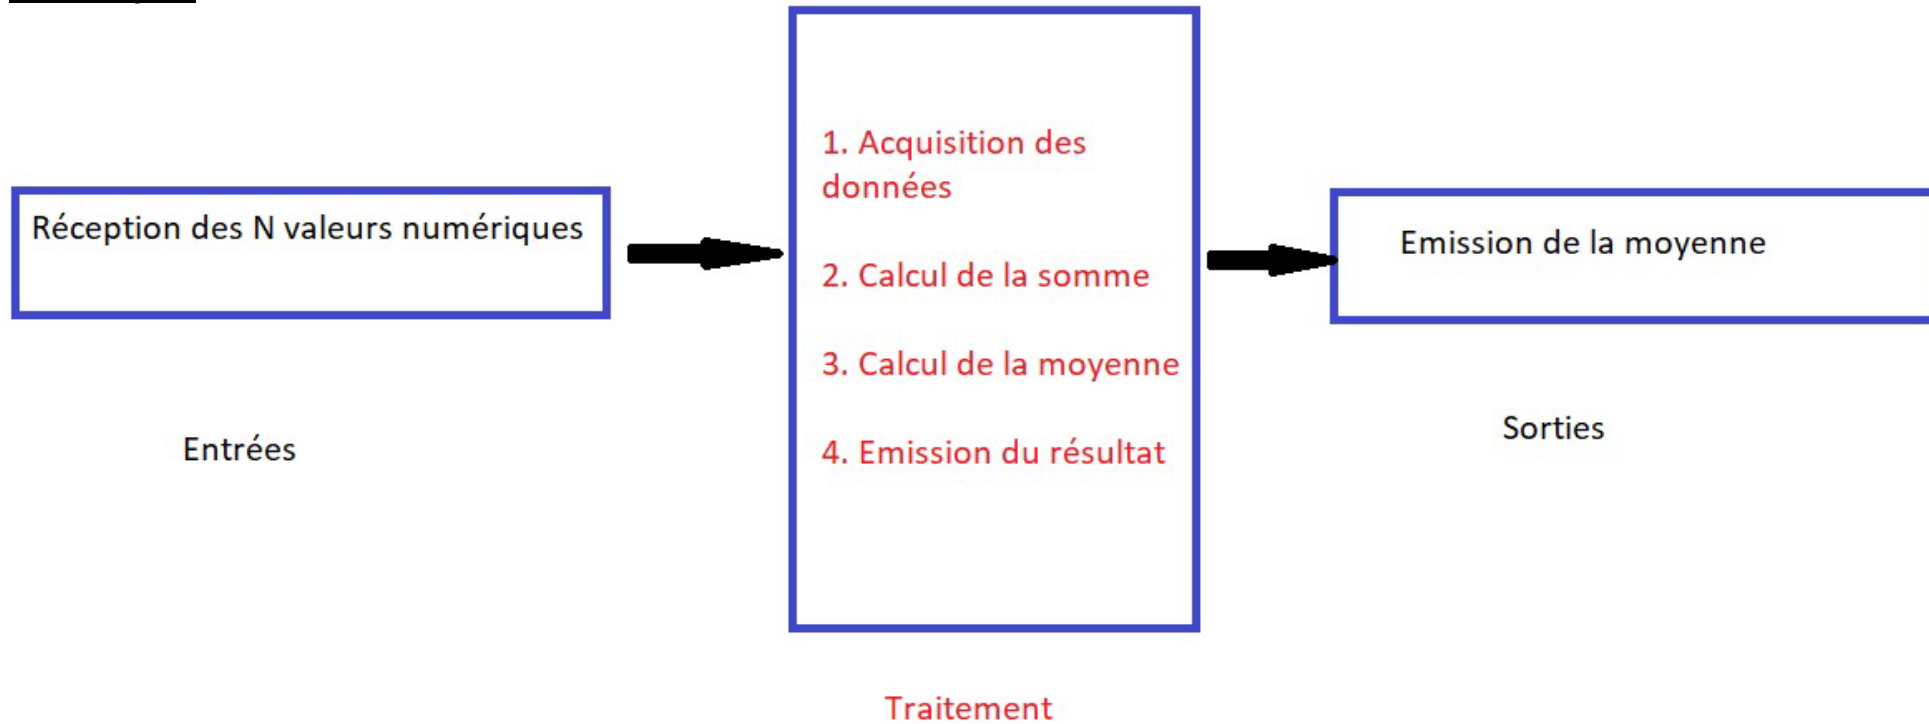 Réception des N valeurs numériques
Entrées
1. Acquisition des
données
2. Calcul de la somme
3. Calcul de la moyenne
4. Emission du résultat
Traitement
Emission de la moyenne
Sorties